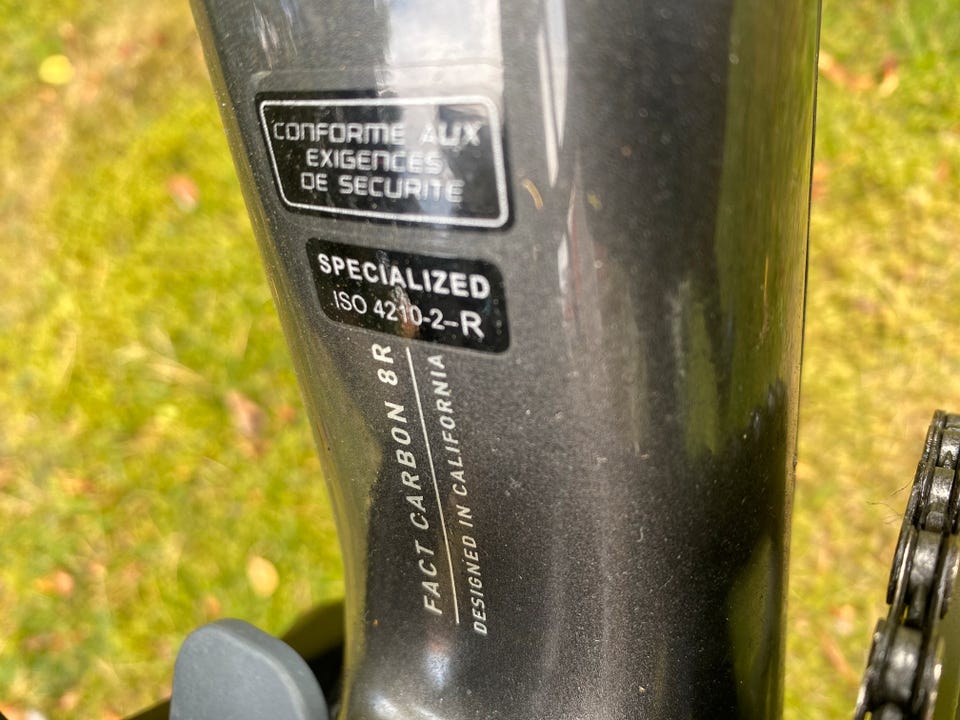 CONFORME AUX
EXIGENCES
DE SECURITE
SPECIALIZED
ISO 4210-2-R
FACT CARBON 8R
DESIGNED IN CALIFORNIA